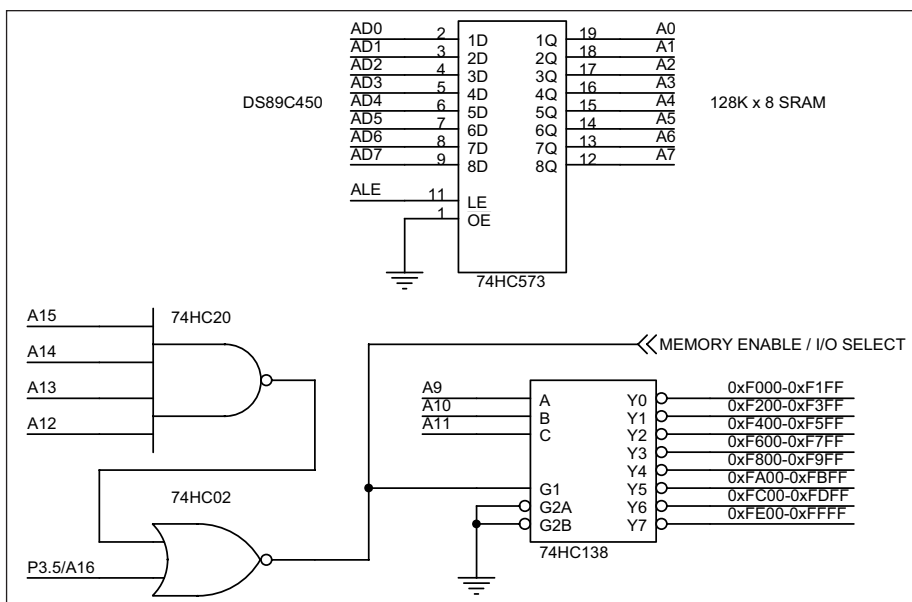 AD0 2 1D 1Q 19 A0
AD1 3 2D 2Q 18 A1
AD2 4 3D 3Q 17 A2
AD3 5 4D 4Q 16 A3
DS89C450 AD4 6 5D 5Q 15 A4 128K x 8 SRAM
AD5 7 6D 6Q 14 A5
AD6 8 7D 7Q 13 A6
AD7 9 8D 8Q 12 A7
ALE 11 LE
1 OE
74HC573
A15 74HC20
A14 MEMORY ENABLE / I/O SELECT
A13
A12
A9 A Y0 0xF000-0xF1FF
A10 B Y1 0xF200-0xF3FF
A11 C Y2 0xF400-0xF5FF
Y3 0xF600-0xF7FF
Y4 0xF800-0xF9FF
G1 Y5 0xFA00-0xFBFF
G2A Y6 0xFC00-0xFDFF
G2B Y7 0xFE00-0xFFFF
74HC138
74HC02
P3.5/A16